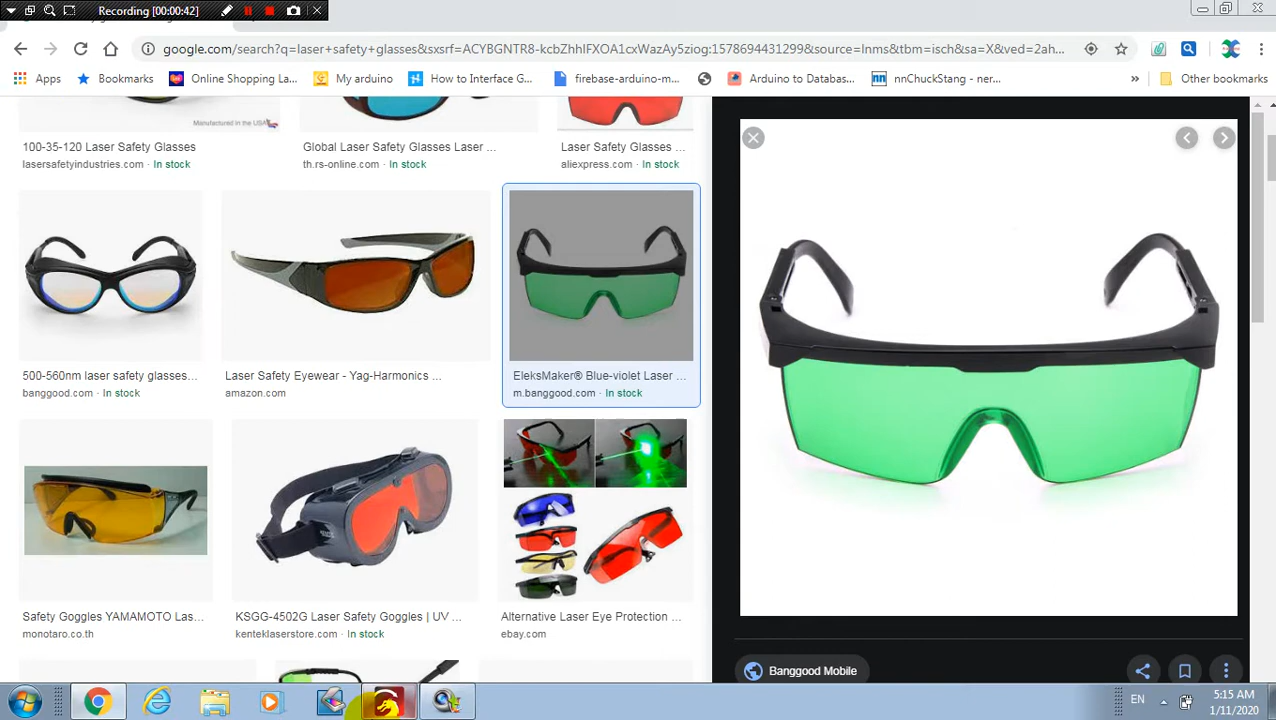 Recording [00:00:42]
google.com/search?q=laser+safety+glasses&sxsrf=ACYBGNTR8-kcbZhhIFXOA1cxWazAy5ziog:1578694431299&source=lnms&tbm=isch&sa=X&ved=2ah...
Apps
Bookmarks
Online Shopping La...
My arduino
How to Interface G...
firebase-arduino-m...
Arduino to Databas...
nn
nnChuckStang - ner...
»
Other bookmarks
Manufactured in the USA
100-35-120 Laser Safety Glasses
lasersafetyindustries.com · In stock
Global Laser Safety Glasses Laser ...
th.rs-online.com · In stock
Laser Safety Glasses ...
aliexpress.com · In stock
500-560nm laser safety glasses...
banggood.com · In stock
Laser Safety Eyewear - Yag-Harmonics ...
amazon.com
EleksMaker® Blue-violet Laser ...
m.banggood.com · In stock
Safety Goggles YAMAMOTO Las...
monotaro.co.th
KSGG-4502G Laser Safety Goggles | UV ...
kenteklaserstore.com · In stock
Alternative Laser Eye Protection ...
ebay.com
Banggood Mobile
EN
5:15 AM
1/11/2020